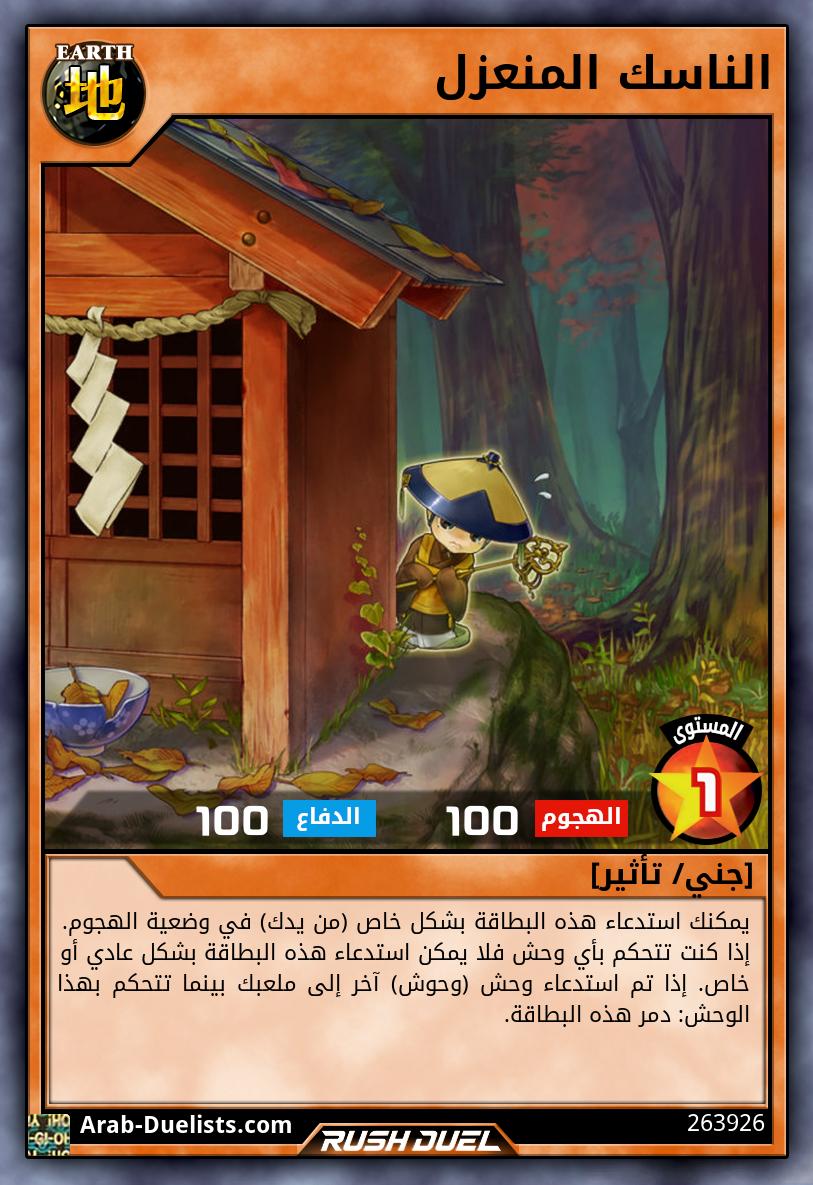 EARTH
地
الناسك المنعزل
المستوى
1
الهجوم 100 الدفاع 100
[جني/ تأثير]
يمكنك استدعاء هذه البطاقة بشكل خاص (من يدك) في وضعية الهجوم.
إذا كنت تتحكم بأي وحش فلا يمكن استدعاء هذه البطاقة بشكل عادي أو
خاص. إذا تم استدعاء وحش (وحوش) آخر إلى ملعبك بينما تتحكم بهذا
الوحش: دمر هذه البطاقة.
Arab-Duelists.com
RUSH DUEL
263926